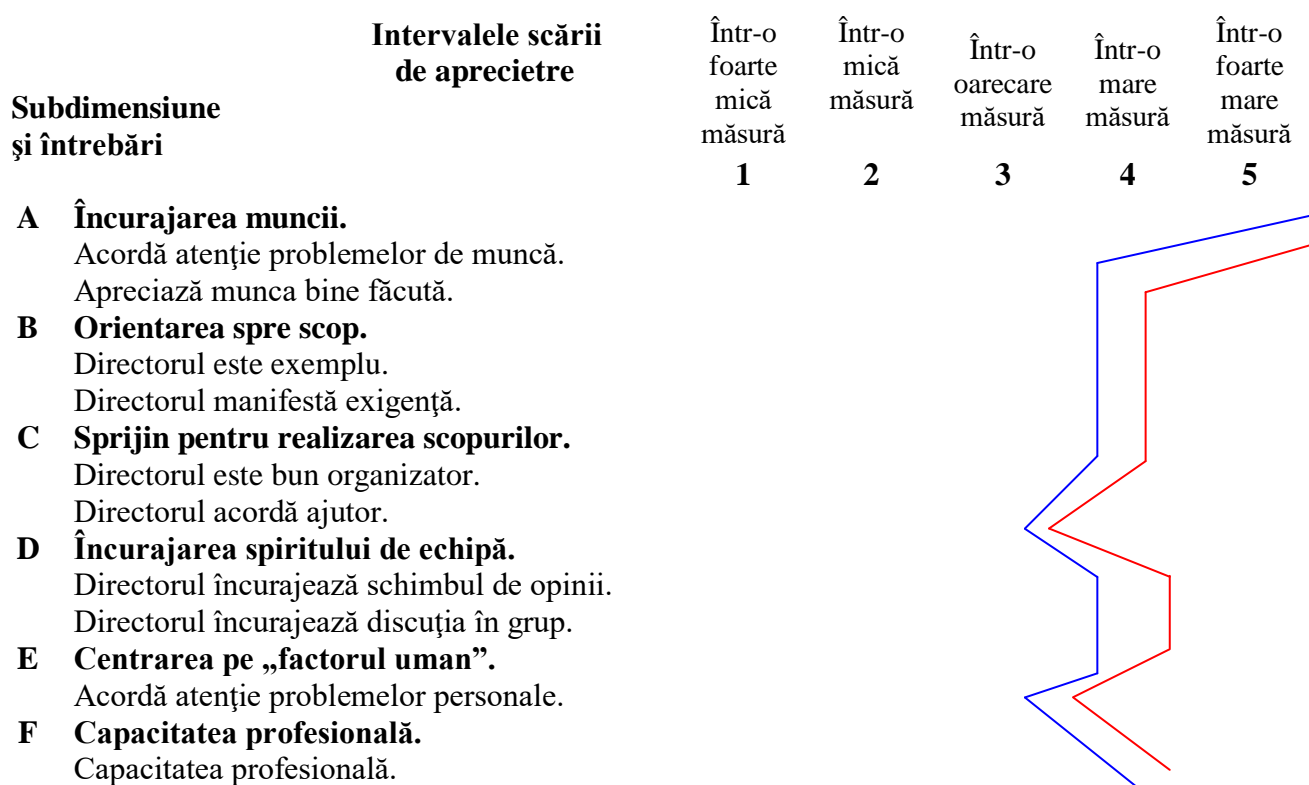 Intervalele scării
de aprecietre
Într-o
foarte
mică
măsură
Într-o
mică
măsură
Într-o
oarecare
măsură
Într-o
mare
măsură
Într-o
foarte
mare
măsură
Subdimensiune
şi întrebări
1 2 3 4 5
A Încurajarea muncii.
Acordă atenţie problemelor de muncă.
Apreciază munca bine făcută.
B Orientarea spre scop.
Directorul este exemplu.
Directorul manifestă exigenţă.
C Sprijin pentru realizarea scopurilor.
Directorul este bun organizator.
Directorul acordă ajutor.
D Încurajarea spiritului de echipă.
Directorul încurajează schimbul de opinii.
Directorul încurajează discuţia în grup.
E Centrarea pe „factorul uman”.
Acordă atenţie problemelor personale.
F Capacitatea profesională.
Capacitatea profesională.